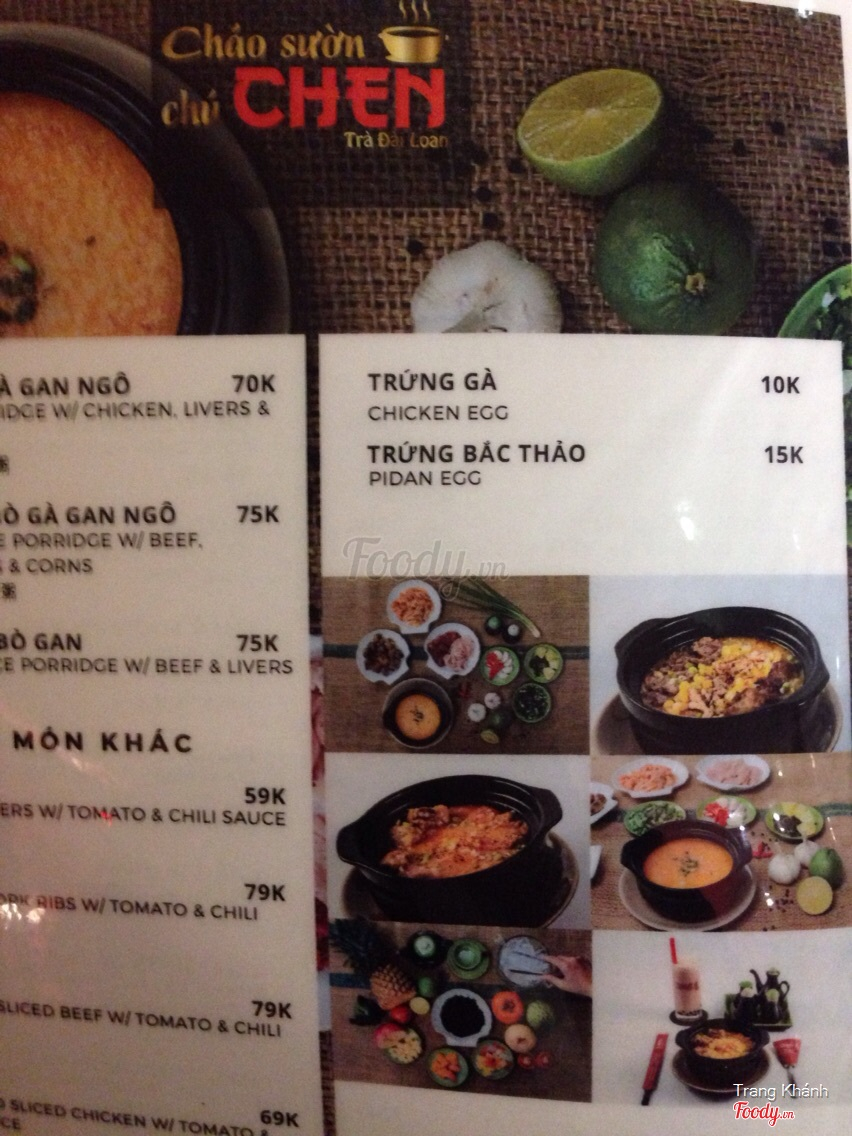 Cháo sườn
chú CHEN
Trà Đài Loan
À GAN NGÔ 70K
IDGE W/ CHICKEN, LIVERS &
Ò GÀ GAN NGÔ 75K
E PORRIDGE W/ BEEF,
S & CORNS
BÒ GAN 75K
CE PORRIDGE W/ BEEF & LIVERS
MÓN KHÁC
59K
ERS W/ TOMATO & CHILI SAUCE
79K
ORK RIBS W/ TOMATO & CHILI
79K
SLICED BEEF W/ TOMATO & CHILI
69K
D SLICED CHICKEN W/ TOMATO &
CE
TRỨNG GÀ 10K
CHICKEN EGG
TRỨNG BẮC THẢO 15K
PIDAN EGG
Foody.vn
Trang Khánh
Foody.vn